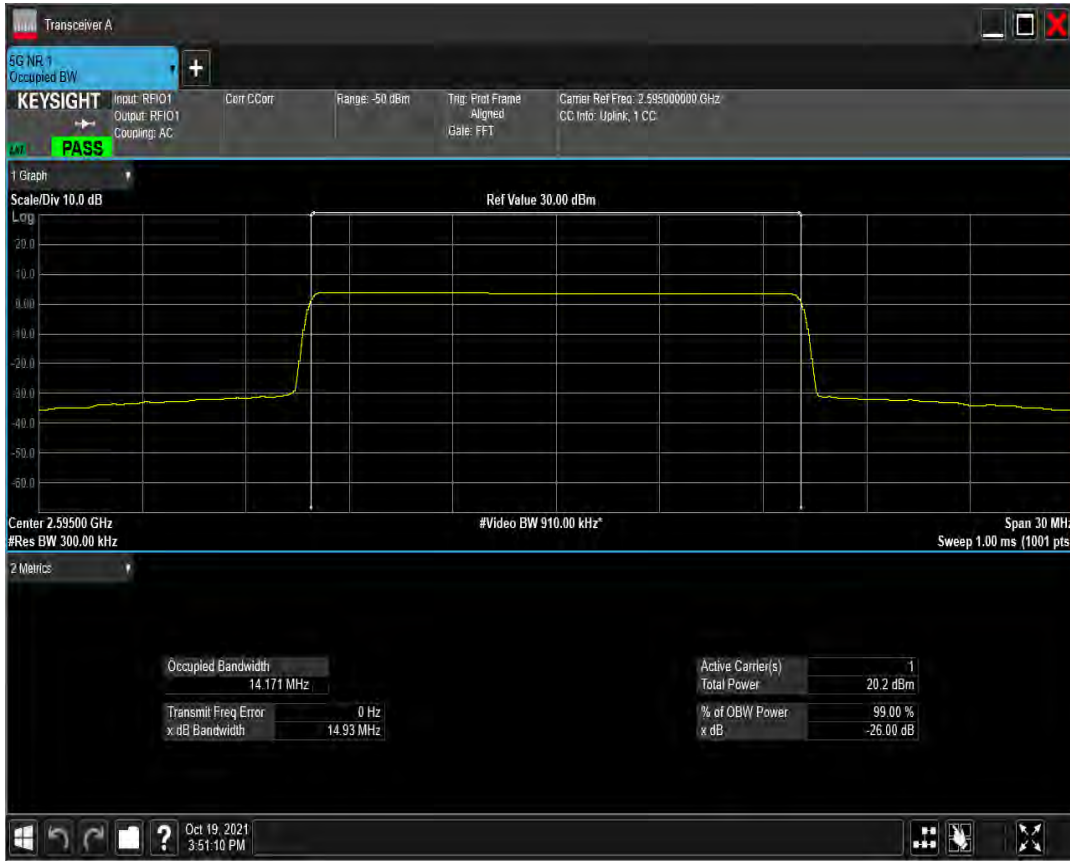 Transceiver A
5G NR 1
Occupied BW
+
KEYSIGHT
PASS
Input: RFIO1
Output: RFIO1
Coupling: AC
Corr CCorr
Range: -50 dBm
Trig: Prot Frame
Aligned
Gate: FFT
Carrier Ref Freq: 2.595000000 GHz
CC Info: Uplink, 1 CC
1 Graph
Scale/Div 10.0 dB
Ref Value 30.00 dBm
Log
20.0
10.0
0.00
-10.0
-20.0
-30.0
-40.0
-50.0
-60.0
Center 2.59500 GHz
#Video BW 910.00 kHz*
Span 30 MHz
#Res BW 300.00 kHz
Sweep 1.00 ms (1001 pts
2 Metrics
Occupied Bandwidth
14.171 MHz
Transmit Freq Error 0 Hz
x dB Bandwidth 14.93 MHz
Active Carrier(s) 1
Total Power 20.2 dBm
% of OBW Power 99.00 %
x dB -26.00 dB
?
Oct 19, 2021
3:51:10 PM